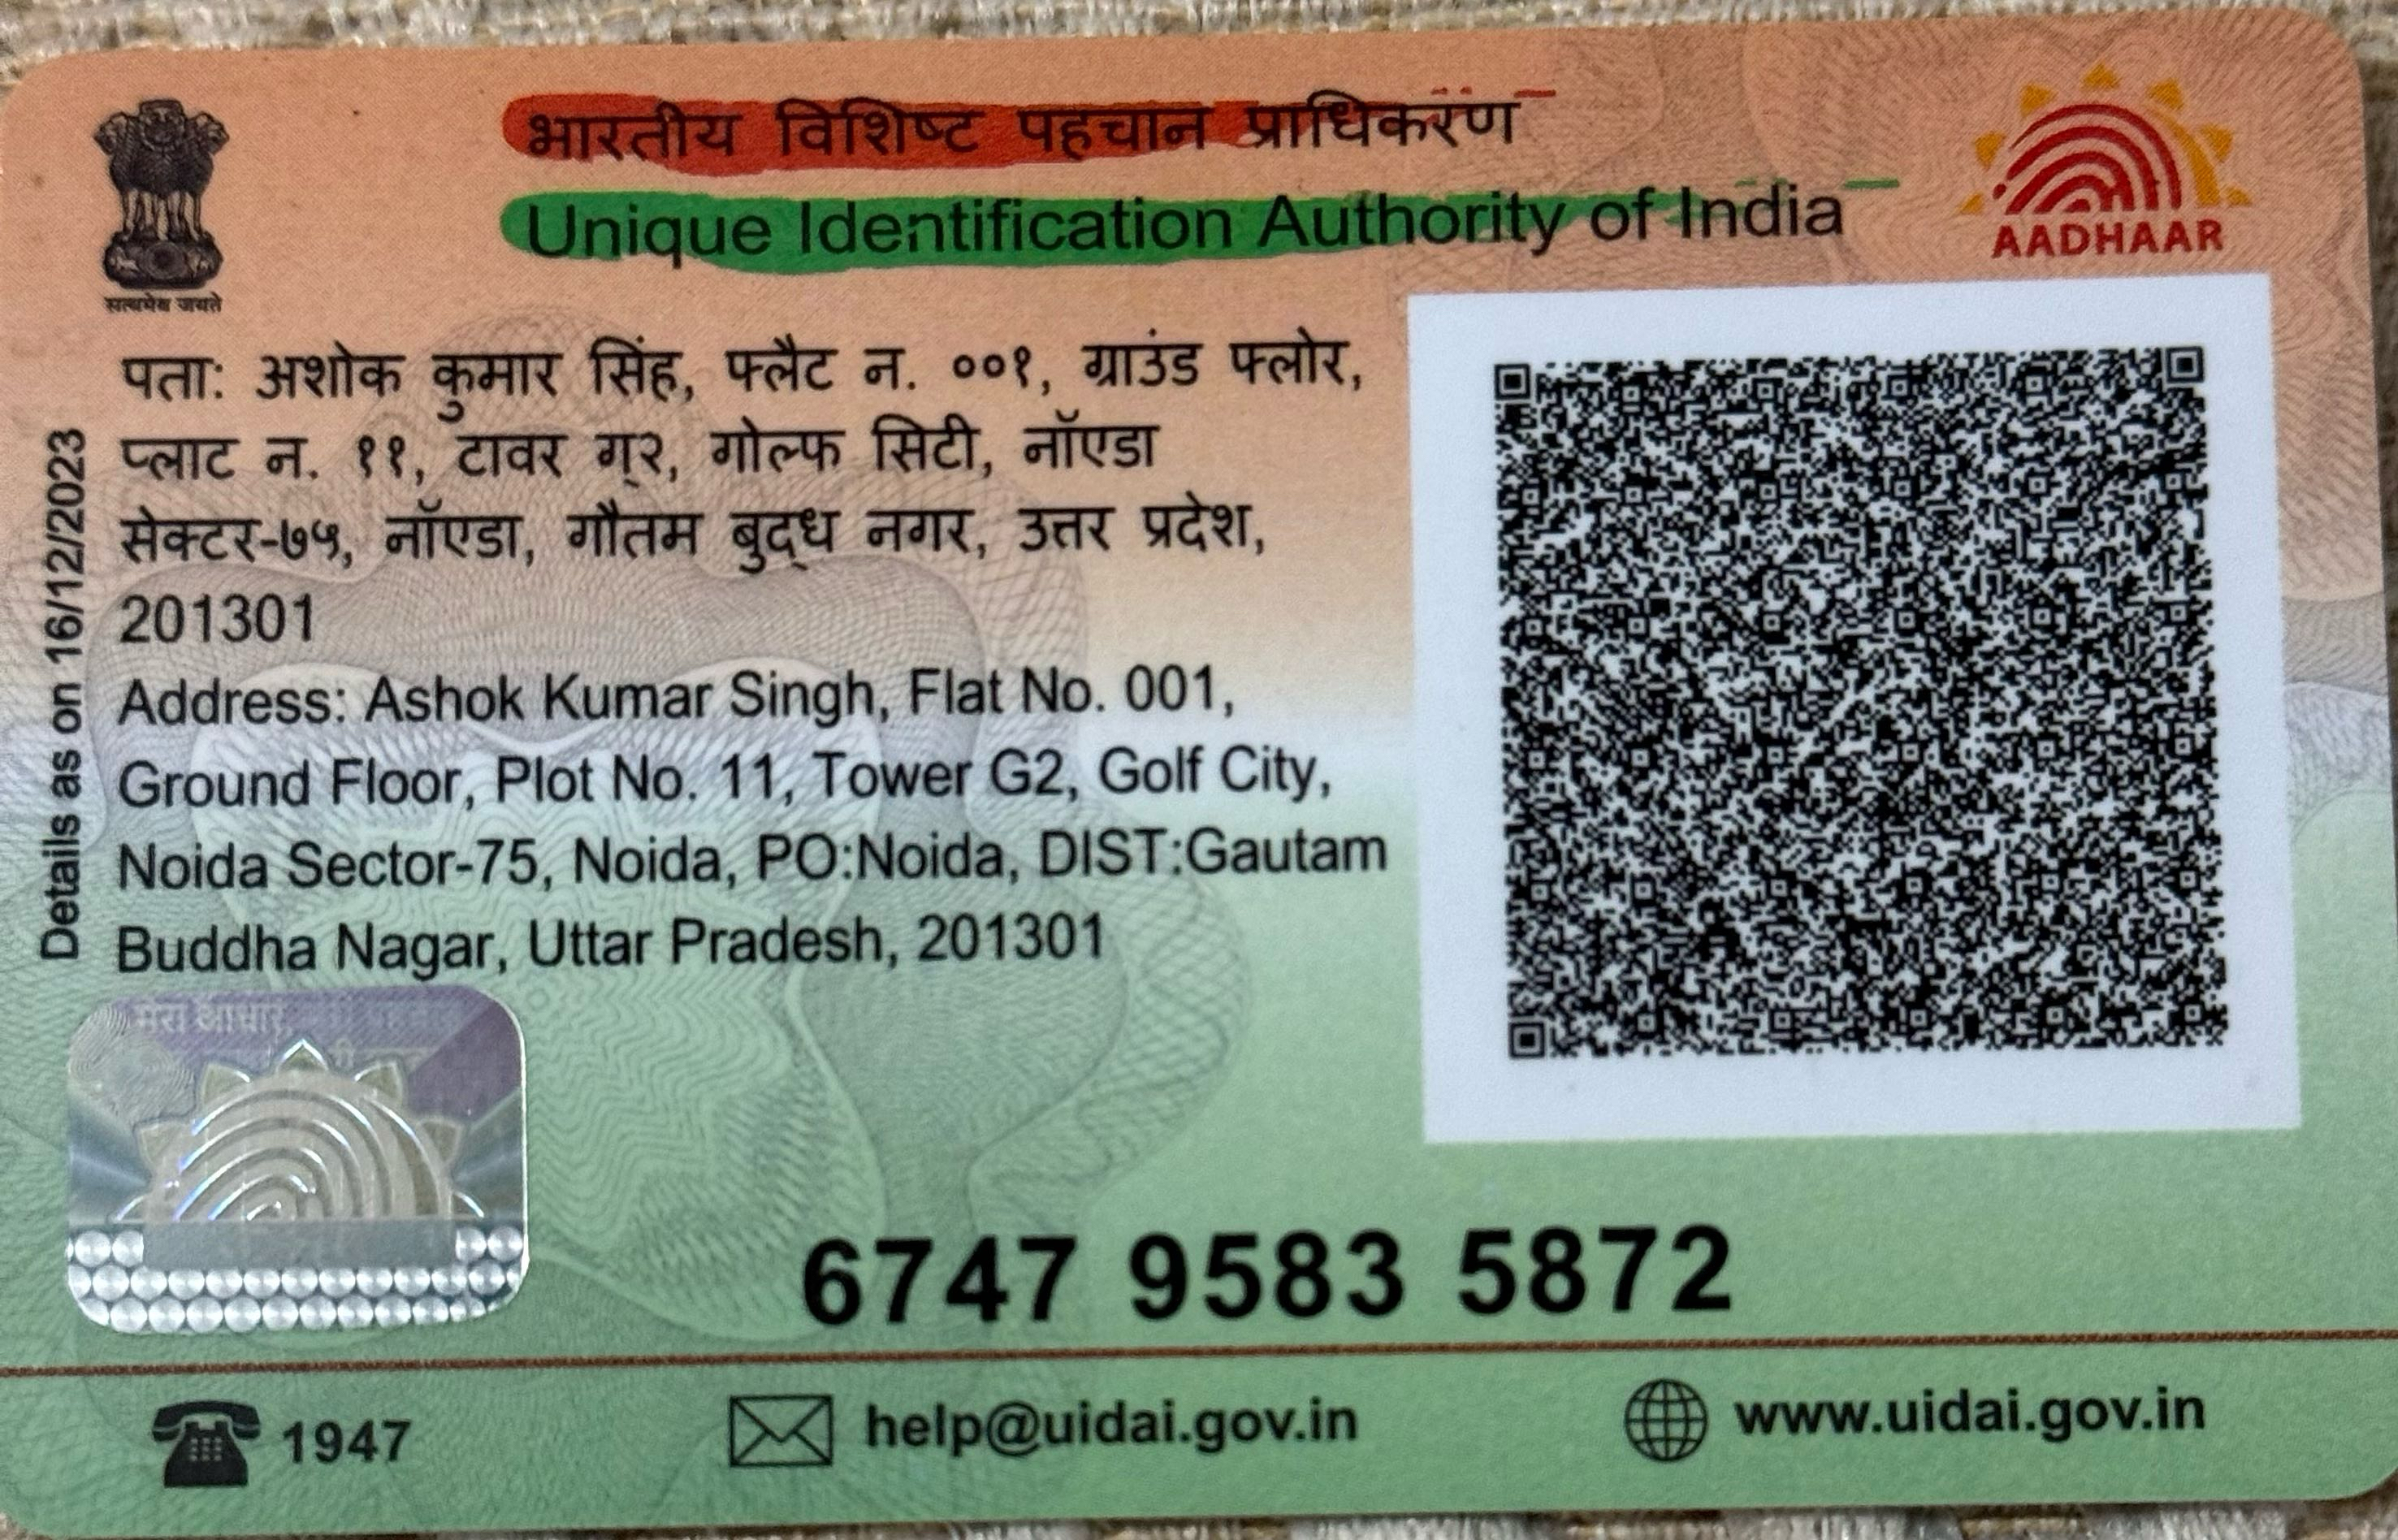 भारतीय विशिष्ट पहचान प्राधिकरण
Unique Identification Authority of India
AADHAAR
सत्यमेव जयते
पता: अशोक कुमार सिंह, फ्लैट न. ००१, ग्राउंड फ्लोर,
प्लाट न. ११, टावर ग्२, गोल्फ सिटी, नॉएडा
सेक्टर-७५, नॉएडा, गौतम बुद्ध नगर, उत्तर प्रदेश,
201301
Address: Ashok Kumar Singh, Flat No. 001,
Ground Floor, Plot No. 11, Tower G2, Golf City,
Noida Sector-75, Noida, PO:Noida, DIST:Gautam
Buddha Nagar, Uttar Pradesh, 201301
Details as on 16/12/2023
मेरा आधार,
6747 9583 5872
1947
help@uidai.gov.in
www.uidai.gov.in